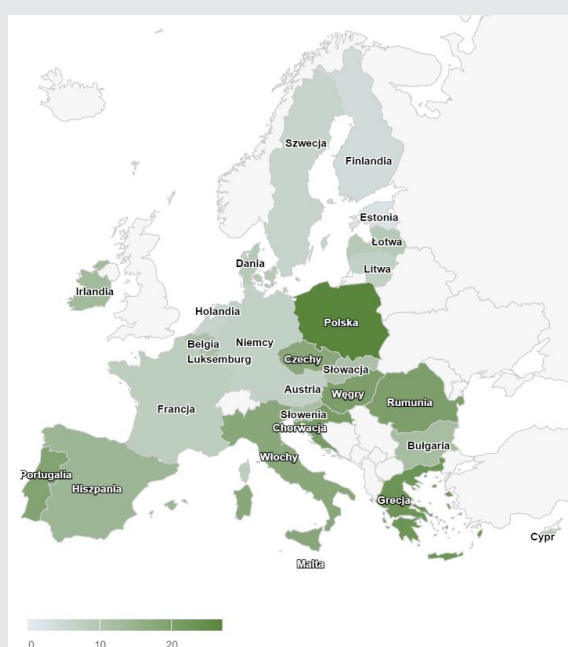 Szwecja
Finlandia
Estonia
Łotwa
Dania
Litwa
Irlandia
Holandia
Polska
Belgia
Niemcy
Luksemburg
Czechy
Słowacja
Austria
Węgry
Rumunia
Francja
Słowenia
Chorwacja
Bułgaria
Włochy
Portugalia
Hiszpania
Grecja
Cypr
Malta
0 10 20